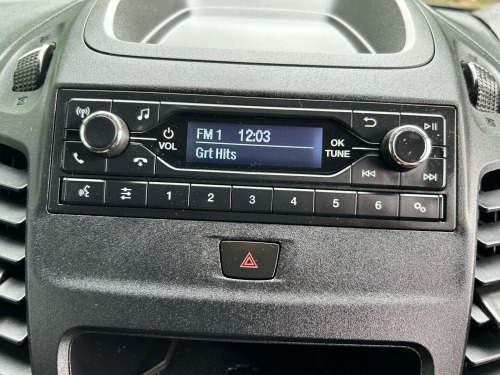 FM 1 12:03
Grt Hits
VOL
OK
TUNE
1 2 3 4 5 6